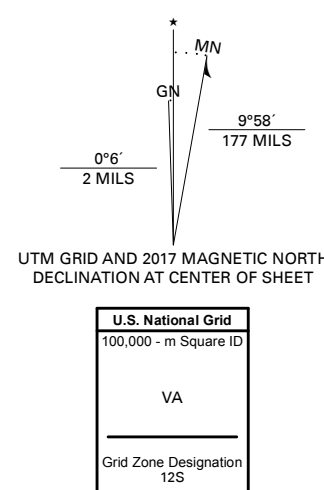 ★
MN
GN
9°58´
177 MILS
0°6´
2 MILS
UTM GRID AND 2017 MAGNETIC NORTH
DECLINATION AT CENTER OF SHEET
U.S. National Grid
100,000 - m Square ID
VA
Grid Zone Designation
12S